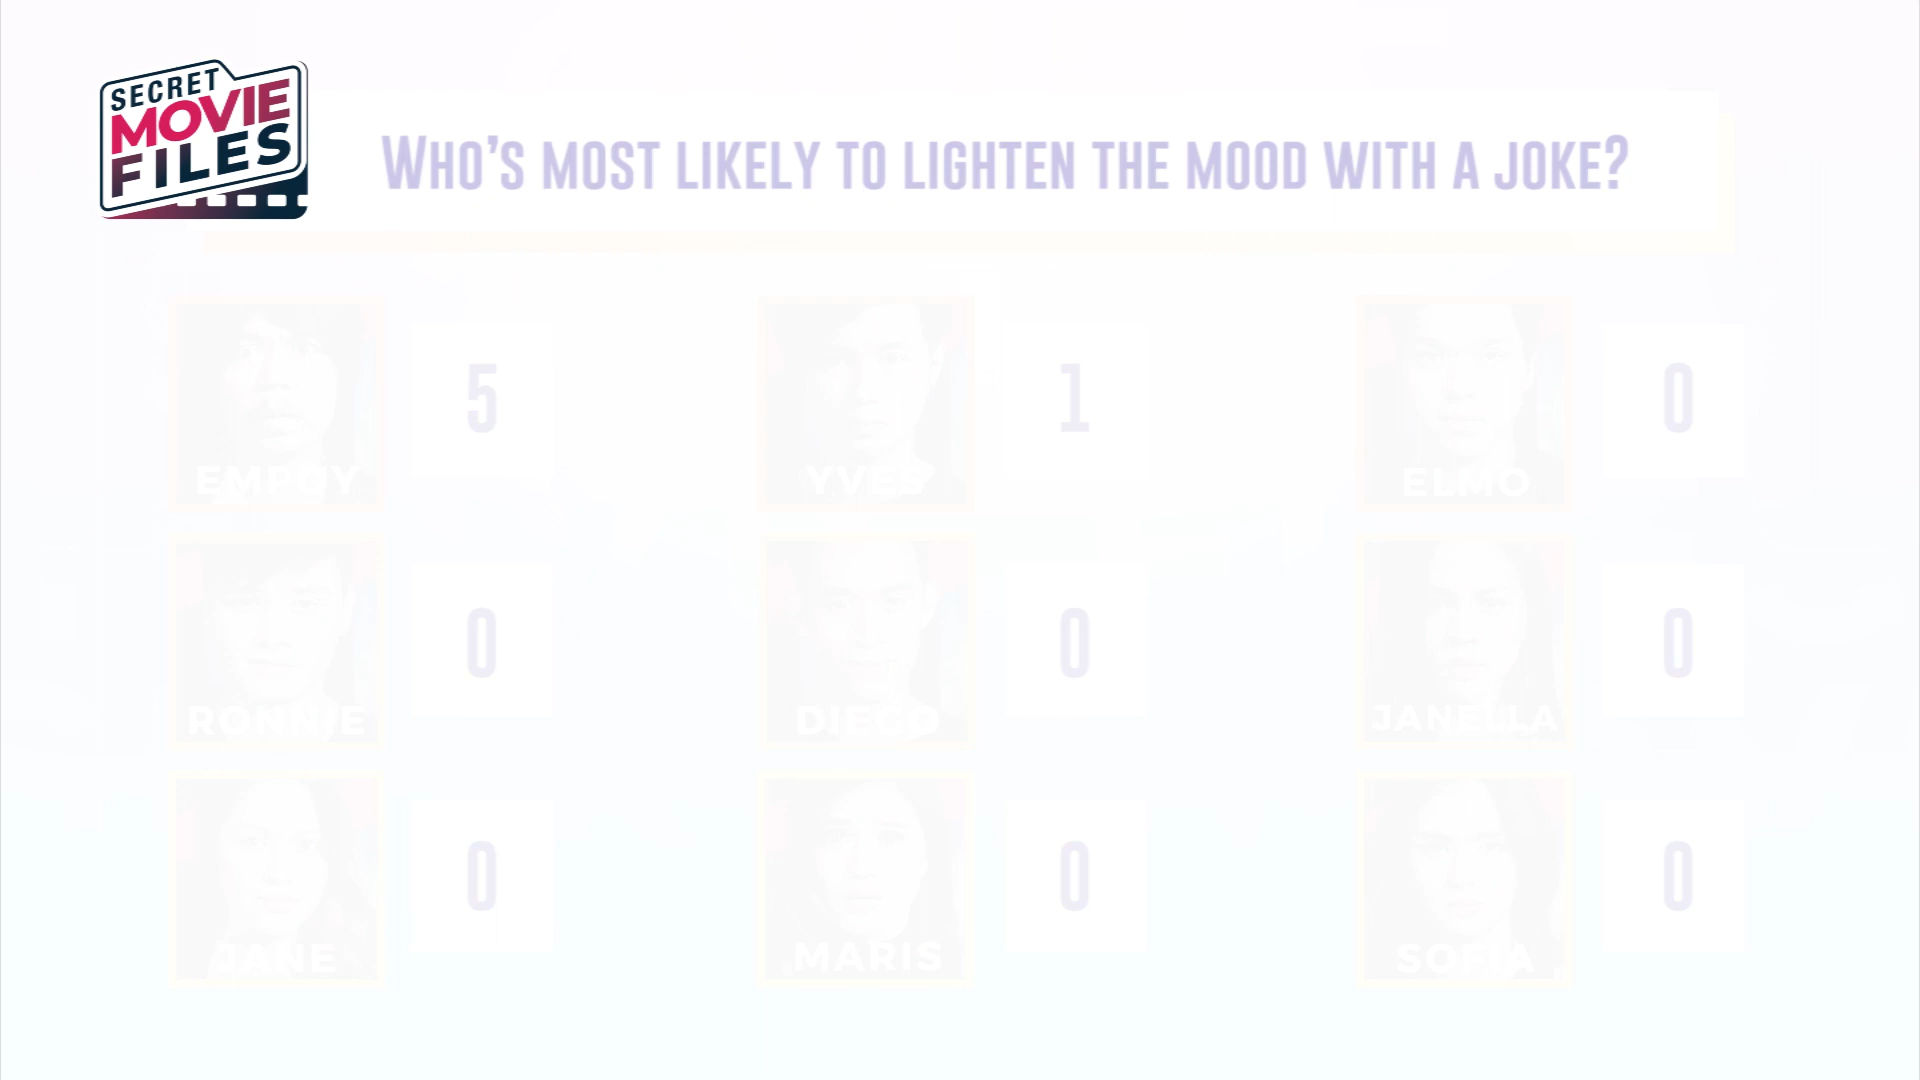 SECRET
MOVIE
FILES
WHO'S MOST LIKELY TO LIGHTEN THE MOOD WITH A JOKE?
5
1
0
EMPOY
YVES
ELMO
0
0
0
RONNIE
DIEGO
JANELLA
0
0
0
JANE
MARIS
SOFIA